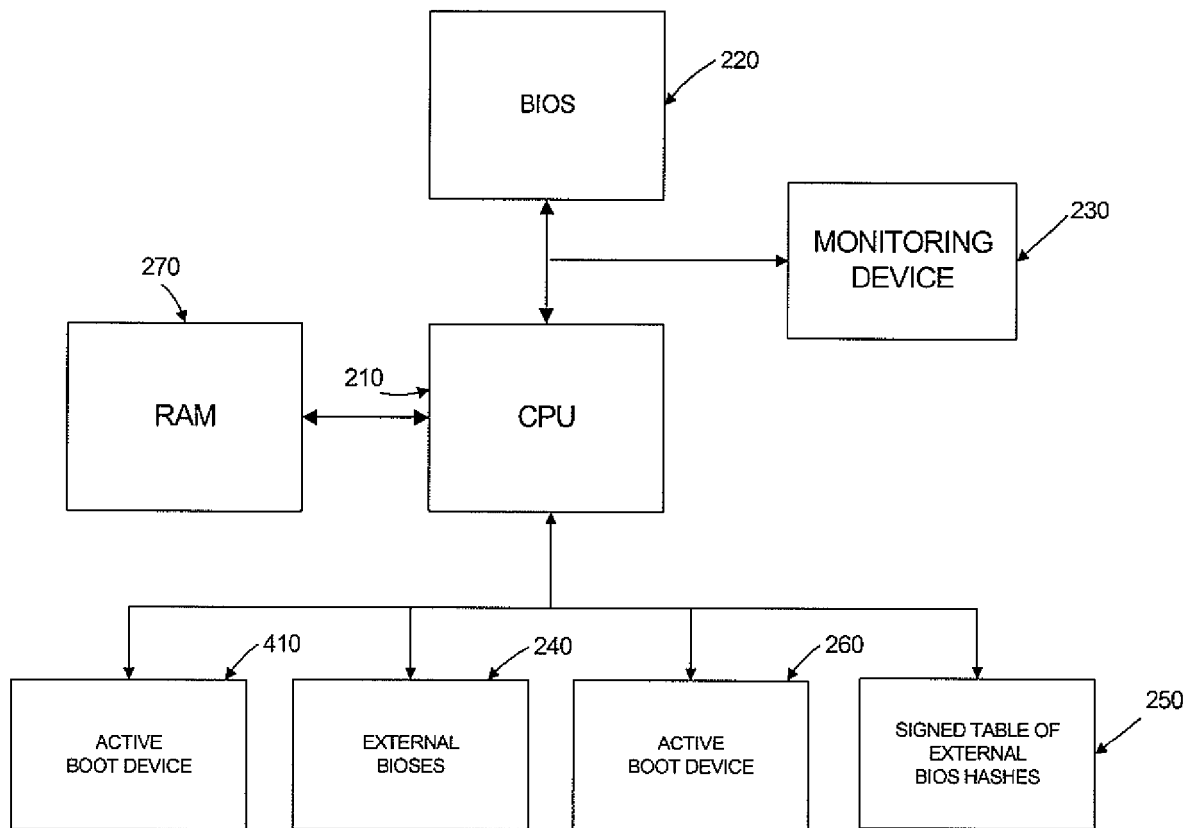 220
BIOS
230
MONITORING
DEVICE
270
210
RAM
CPU
410
240
260
250
ACTIVE
BOOT DEVICE
EXTERNAL
BIOSES
ACTIVE
BOOT DEVICE
SIGNED TABLE OF
EXTERNAL
BIOS HASHES